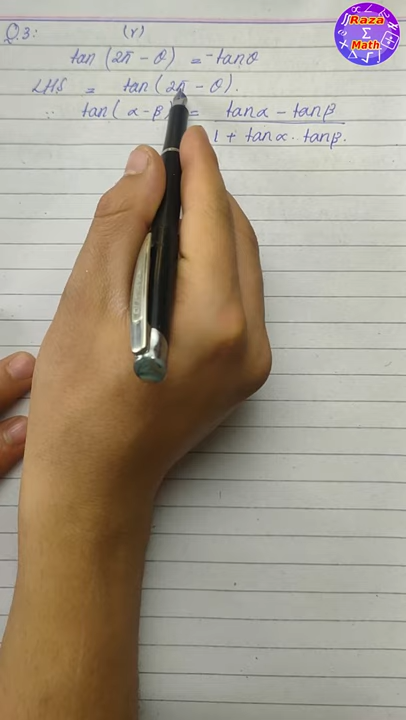 Q3: (v)
tan (2π - θ) = -tanθ
LHS = tan (2π - θ).
∵ tan( α-β) = tanα - tanβ / 1 + tanα . tanβ.
Raza
Σ
Math